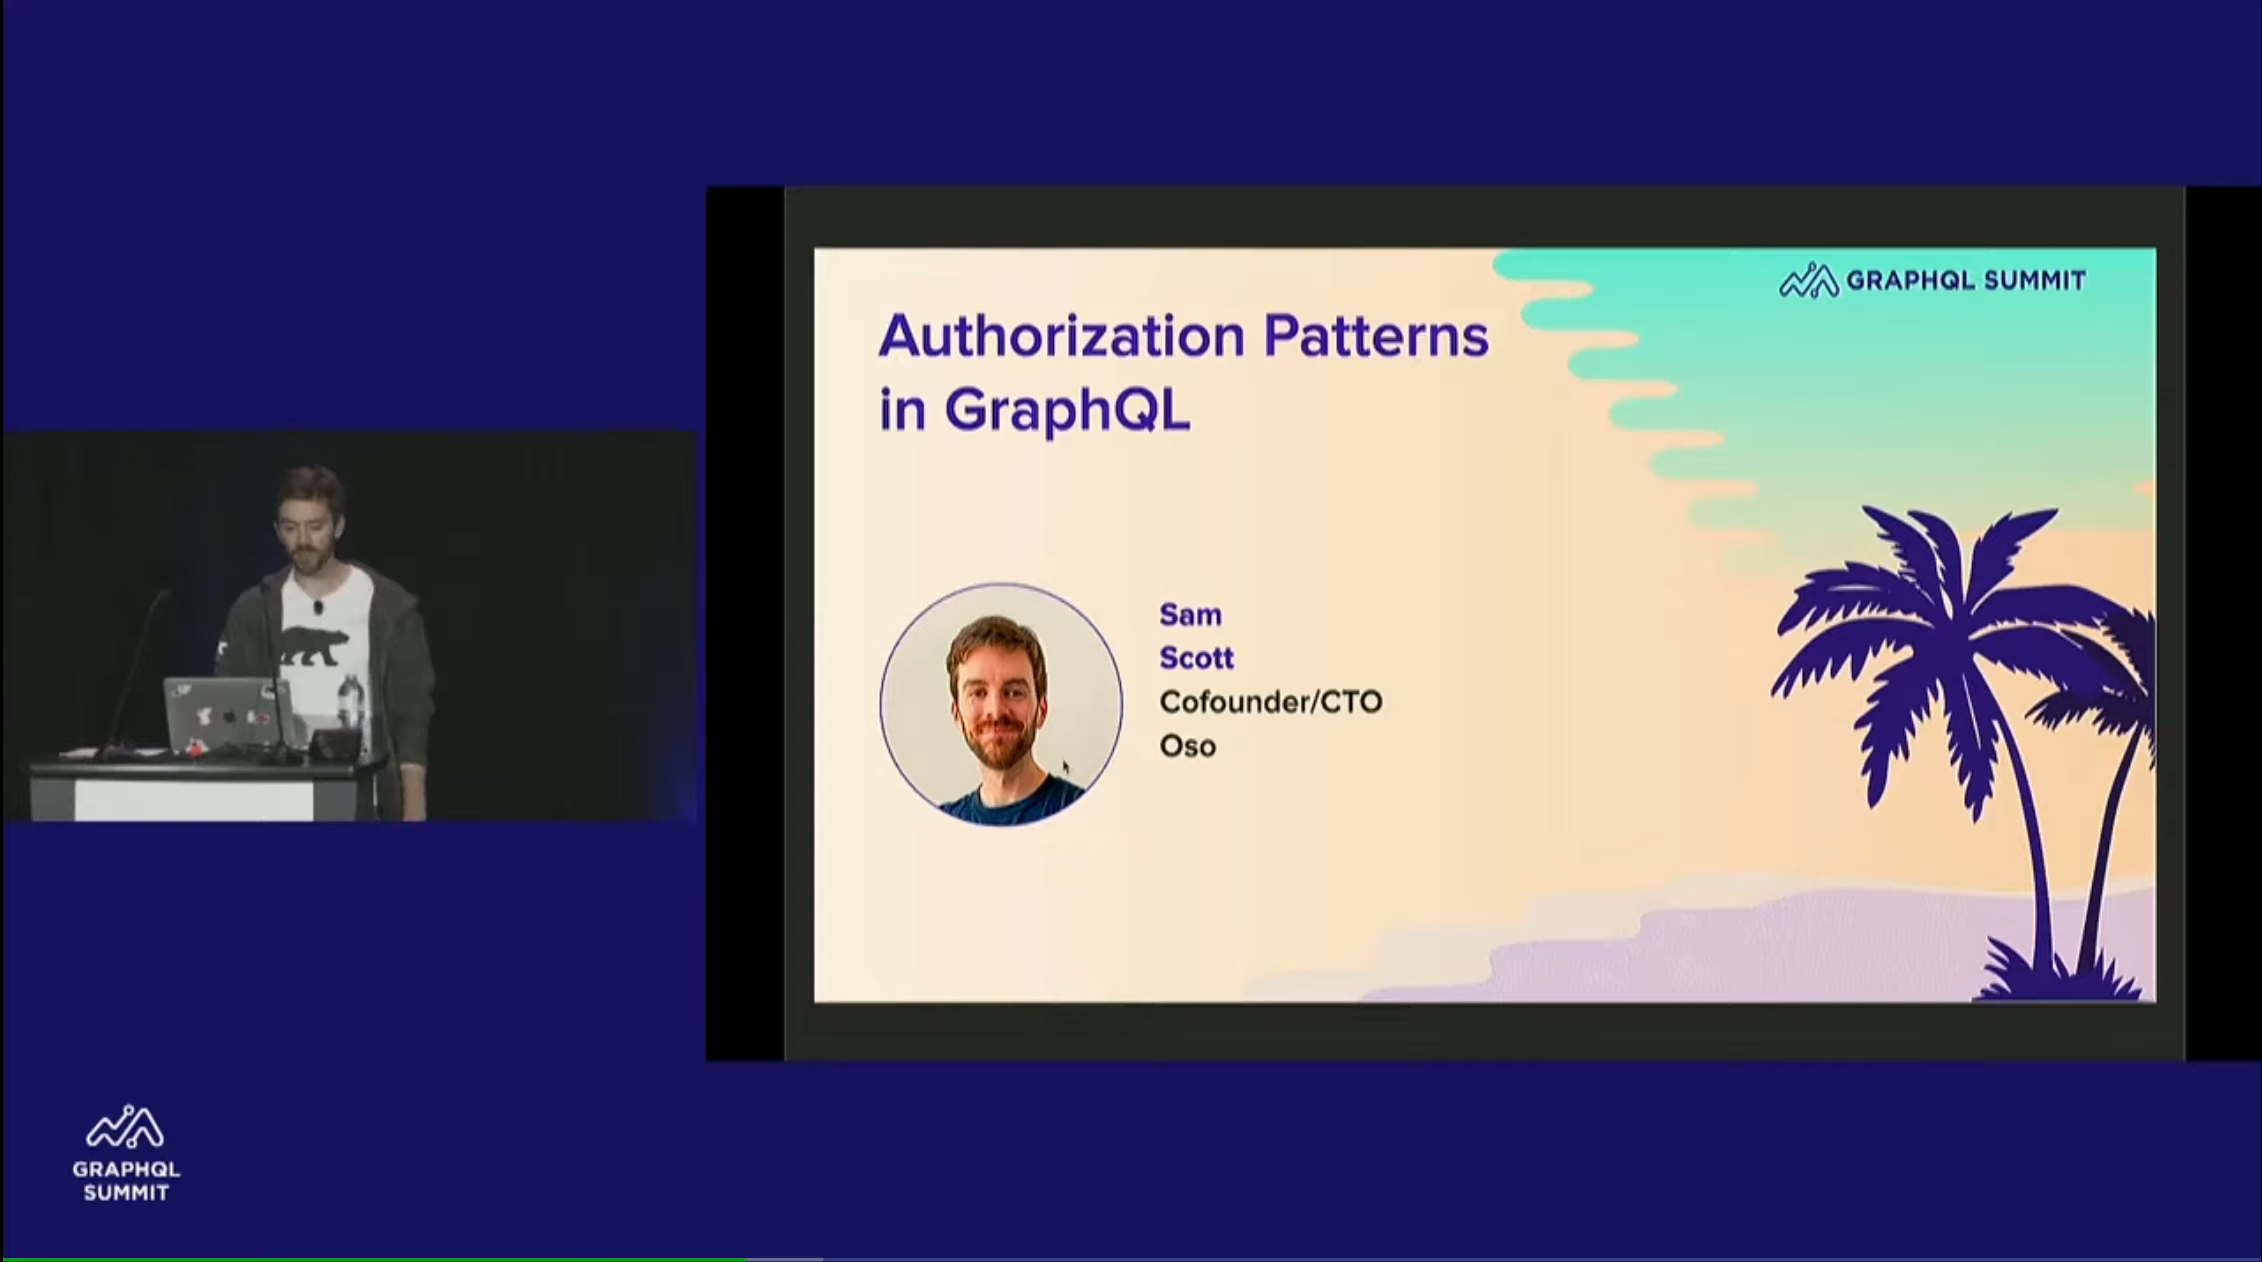 GRAPHQL SUMMIT
Authorization Patterns
in GraphQL
Sam
Scott
Cofounder/CTO
Oso
GRAPHQL
SUMMIT